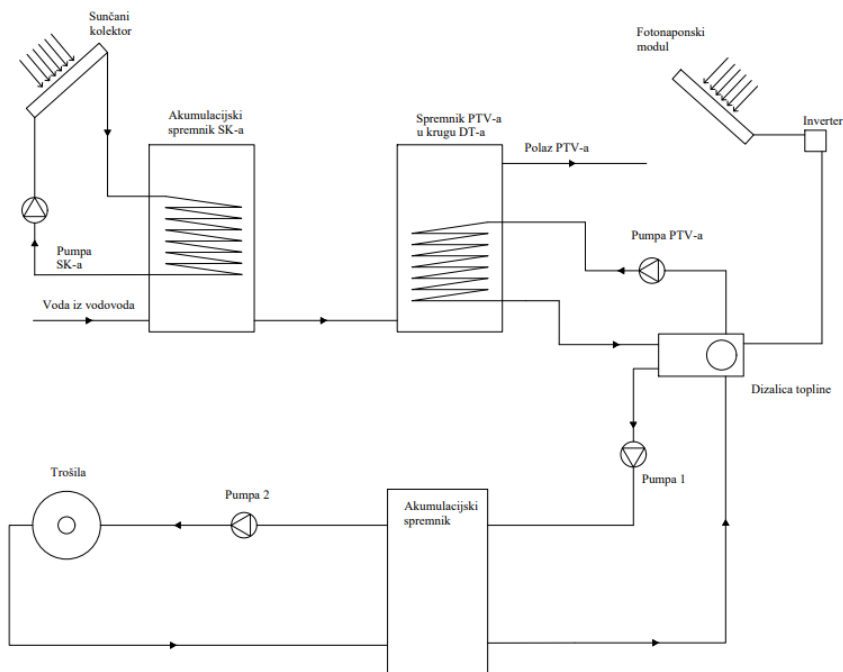 Sunčani
kolektor
Fotonaponski
modul
Akumulacijski
spremnik SK-a
Spremnik PTV-a
u krugu DT-a
Inverter
Polaz PTV-a
Pumpa PTV-a
Pumpa
SK-a
Voda iz vodovoda
Dizalica topline
Trošila
Pumpa 2
Pumpa 1
Akumulacijski
spremnik